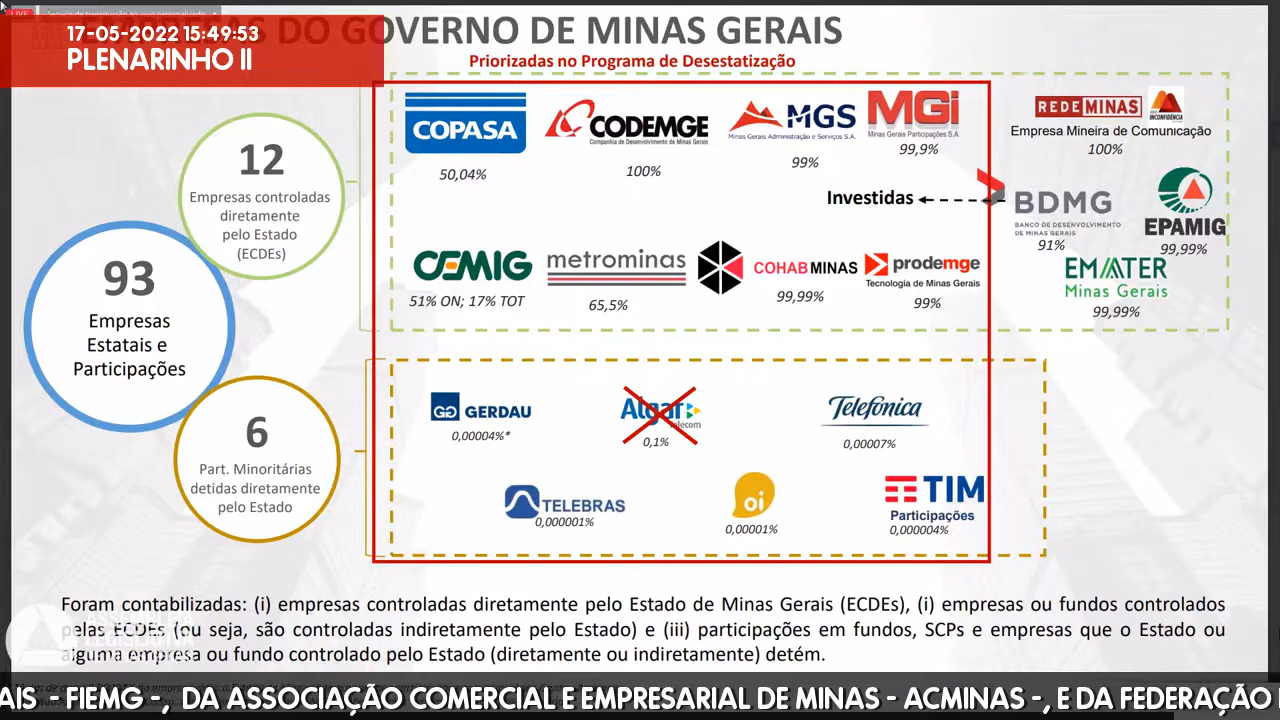 LIVE
17-05-2022 15:49:53
PLENARINHO II
DO GOVERNO DE MINAS GERAIS
Priorizadas no Programa de Desestatização
12
Empresas controladas
diretamente
pelo Estado
(ECDEs)
93
Empresas
Estatais e
Participações
6
Part. Minoritárias
detidas diretamente
pelo Estado
COPASA
50,04%
CODEMGE
Companhia de Desenvolvimento de Minas Gerais
100%
MGS
Minas Gerais Administração e Serviços S.A.
99%
MGi
Minas Gerais Participações S.A
99,9%
REDE MINAS
INCONFIDÊNCIA
Empresa Mineira de Comunicação
100%
Investidas
BDMG
BANCO DE DESENVOLVIMENTO
DE MINAS GERAIS
91%
EPAMIG
99,99%
CEMIG
51% ON; 17% TOT
metrominas
65,5%
COHAB MINAS
99,99%
prodemge
Tecnologia de Minas Gerais
99%
EMATER
Minas Gerais
99,99%
GERDAU
0,00004%*
Algar
telecom
0,1%
Telefónica
0,00007%
TELEBRAS
0,000001%
oi
0,00001%
TIM
Participações
0,000004%
Foram contabilizadas: (i) empresas controladas diretamente pelo Estado de Minas Gerais (ECDEs), (i) empresas ou fundos controlados
pelas ECDEs (ou seja, são controladas indiretamente pelo Estado) e (iii) participações em fundos, SCPs e empresas que o Estado ou
alguma empresa ou fundo controlado pelo Estado (diretamente ou indiretamente) detém.
AIS - FIEMG -, DA ASSOCIAÇÃO COMERCIAL E EMPRESARIAL DE MINAS - ACMINAS -, E DA FEDERAÇÃO